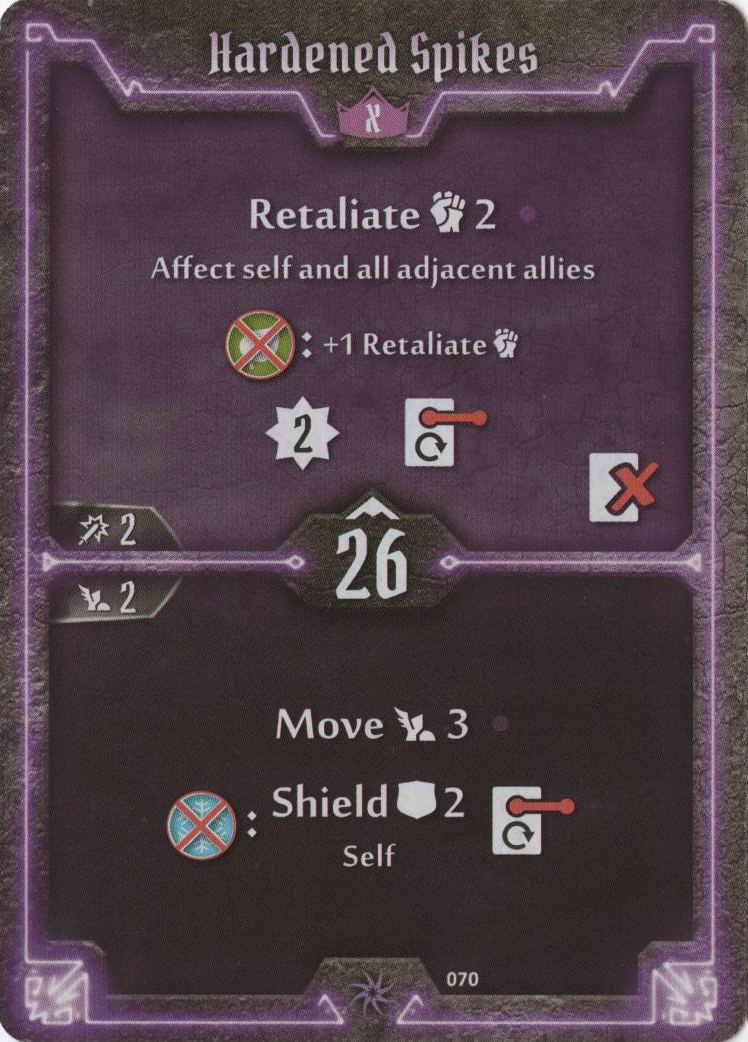 Hardened Spikes
X
Retaliate 2
Affect self and all adjacent allies
: +1 Retaliate
2
2
26
2
Move 3
: Shield 2
Self
070